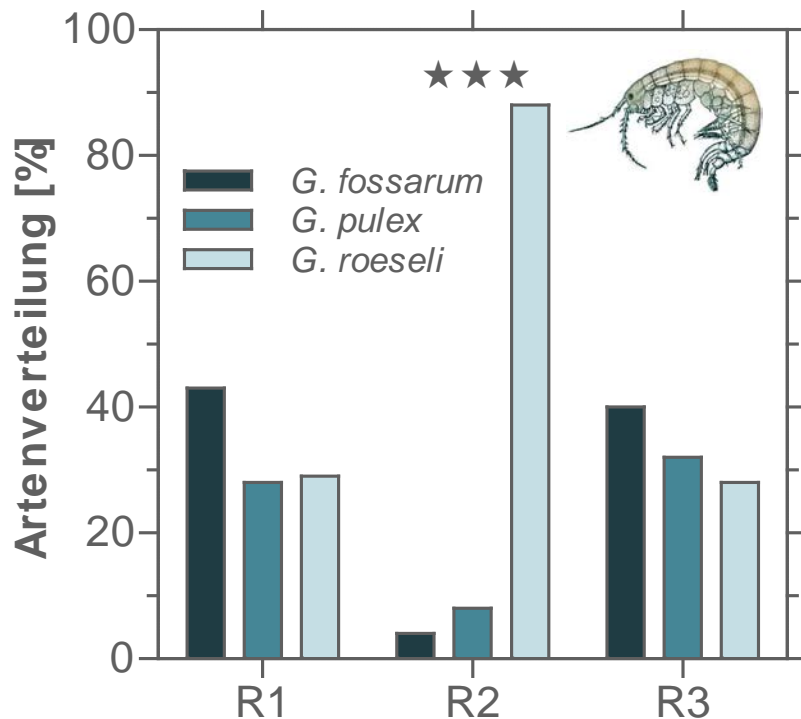 Artenverteilung [%]
100
80
60
40
20
0
★★★
G. fossarum
G. pulex
G. roeseli
R1 R2 R3